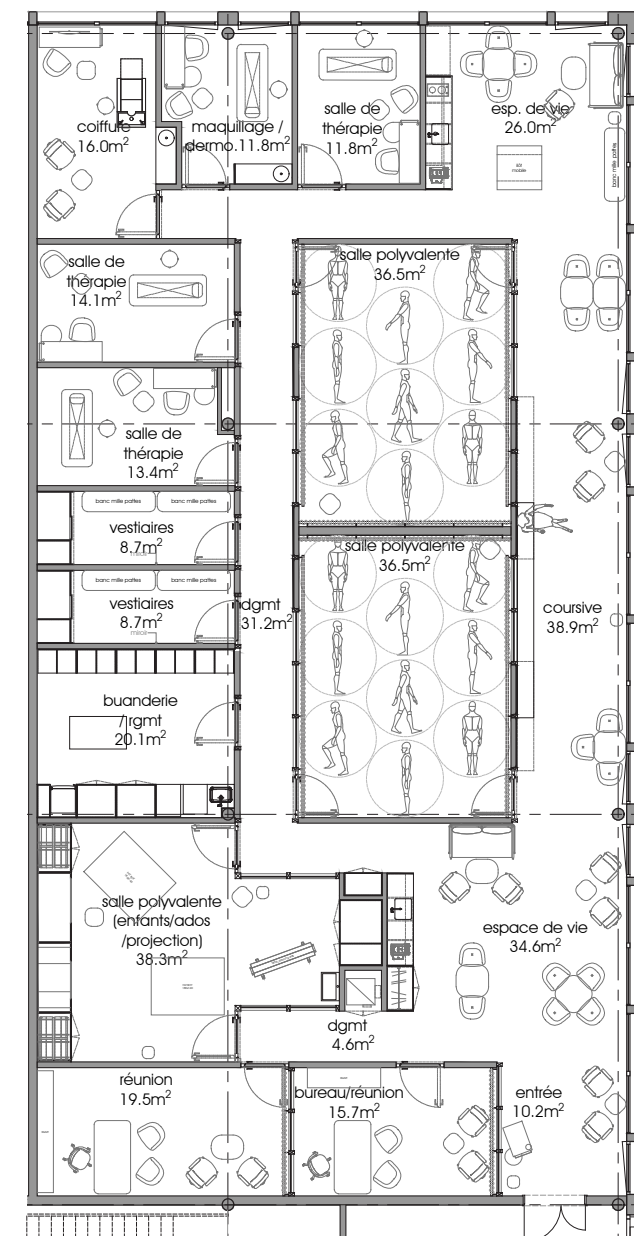 coiffure
16.0m²
maquillage /
dermo.11.8m²
salle de
thérapie
11.8m²
esp. de vie
26.0m²
îlot
mobile
banc mille pattes
salle de
thérapie
14.1m²
salle polyvalente
36.5m²
salle de
thérapie
13.4m²
banc mille pattes
banc mille pattes
vestiaires
8.7m²
miroir
salle polyvalente
36.5m²
banc mille pattes
banc mille pattes
vestiaires
8.7m²
miroir
dgmt
31.2m²
coursive
38.9m²
buanderie
/ rgmt
20.1m²
salle polyvalente
(enfants/ados
/projection)
38.3m²
espace de vie
34.6m²
dgmt
4.6m²
réunion
19.5m²
bureau/réunion
15.7m²
entrée
10.2m²